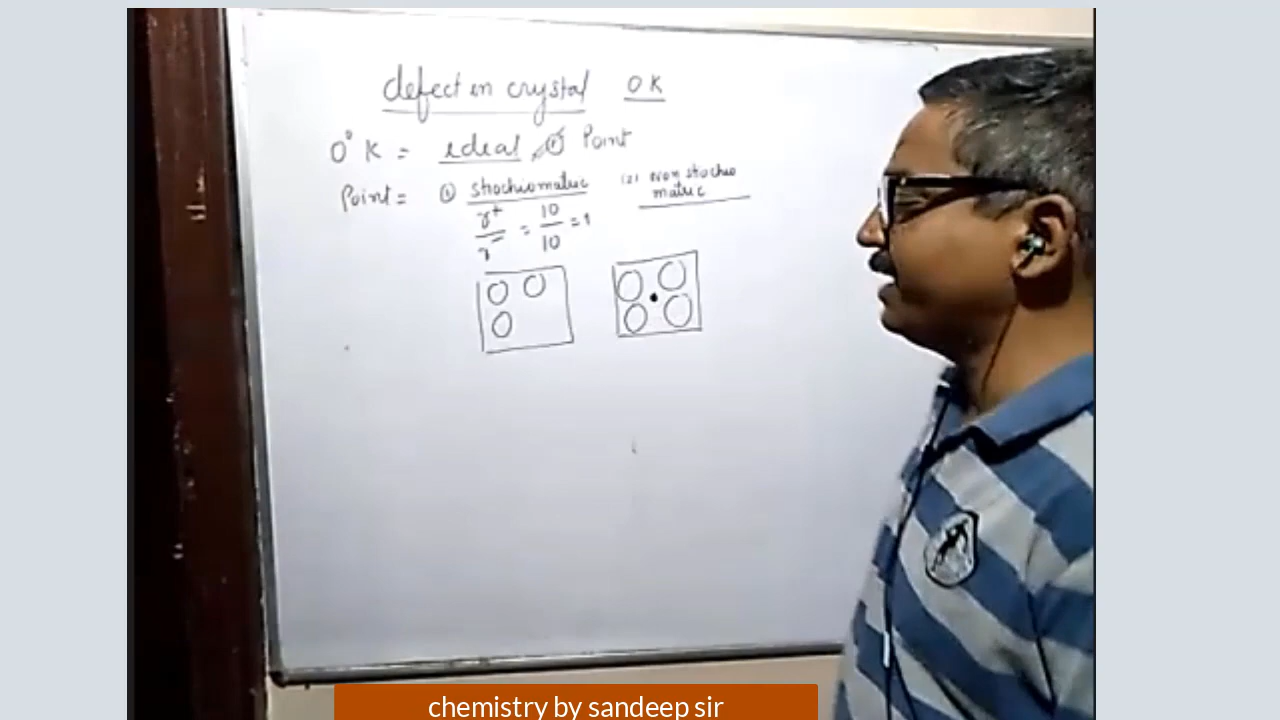 defect in crystal 0 K
0° K = ideal ① Point
Point = ① stochiomatric (2) non stochio
matric
r⁺/r⁻ = 10/10 = 1
chemistry by sandeep sir